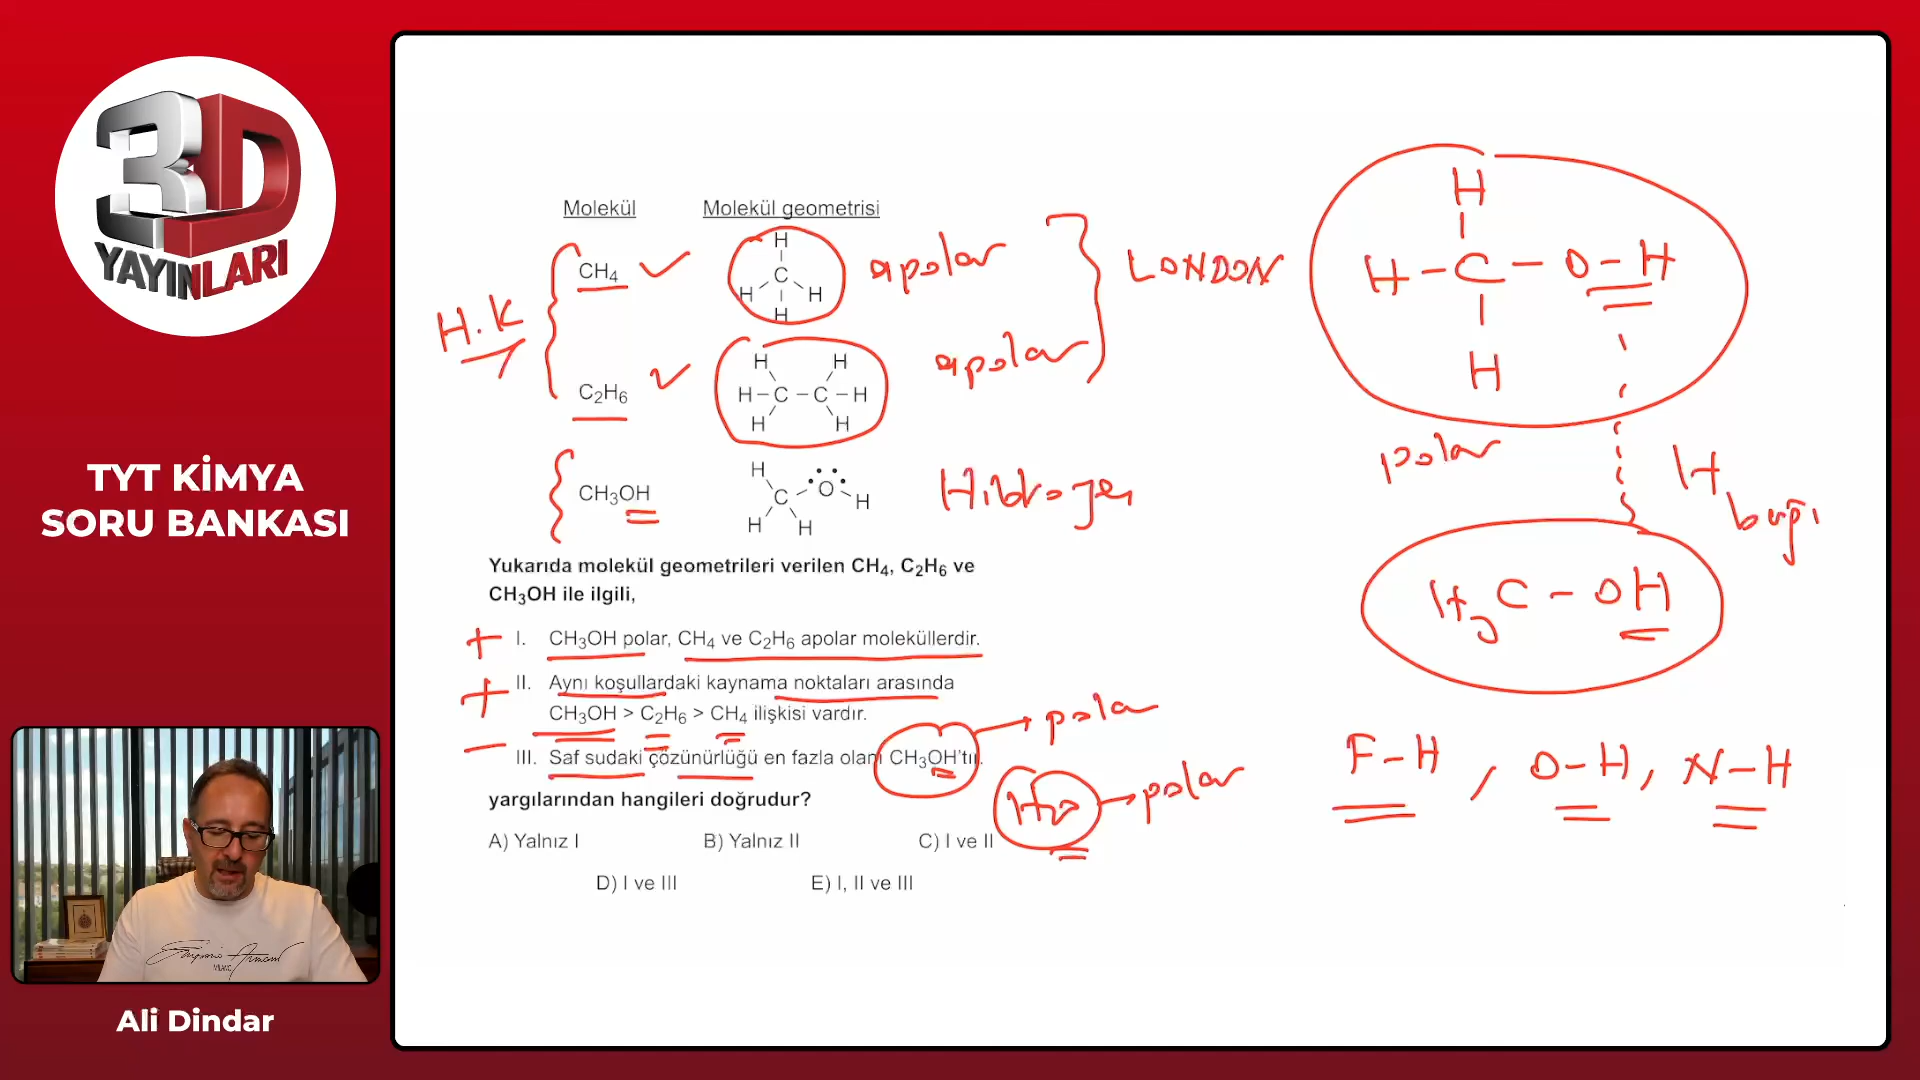 3D
YAYINLARI
TYT KİMYA
SORU BANKASI
Ali Dindar
Molekül Molekül geometrisi
H.K
CH4
H
C
H H
H
apolar
C2H6
H H
H-C-C-H
H H
apolar
LONDON
CH3OH
H
C O H
H H
Hidrojen
Yukarıda molekül geometrileri verilen CH4, C2H6 ve
CH3OH ile ilgili,
+ I. CH3OH polar, CH4 ve C2H6 apolar moleküllerdir.
+ II. Aynı koşullardaki kaynama noktaları arasında
CH3OH > C2H6 > CH4 ilişkisi vardır.
III. Saf sudaki çözünürlüğü en fazla olan CH3OH'tır.
→ polar
→ polar
yargılarından hangileri doğrudur?
A) Yalnız I B) Yalnız II C) I ve II
D) I ve III E) I, II ve III
H
H-C-O-H
H
polar
H
bağı
H3C-OH
F-H, O-H, N-H